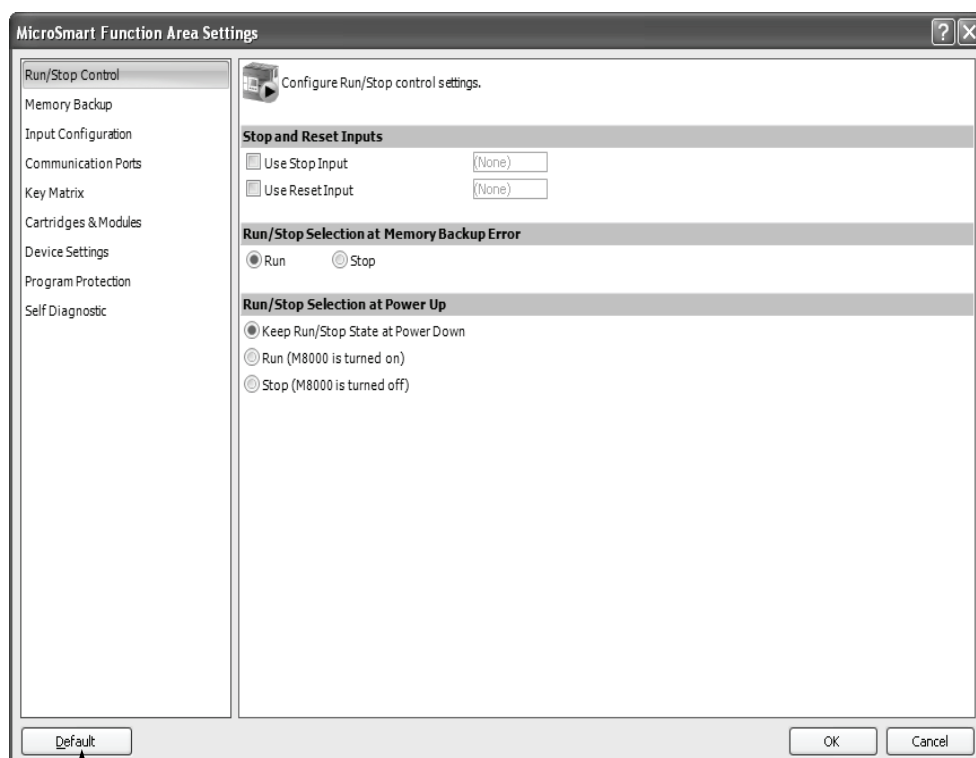 MicroSmart Function Area Settings
Run/Stop Control
Memory Backup
Input Configuration
Communication Ports
Key Matrix
Cartridges & Modules
Device Settings
Program Protection
Self Diagnostic
Configure Run/Stop control settings.
Stop and Reset Inputs
Use Stop Input (None)
Use Reset Input (None)
Run/Stop Selection at Memory Backup Error
Run Stop
Run/Stop Selection at Power Up
Keep Run/Stop State at Power Down
Run (M8000 is turned on)
Stop (M8000 is turned off)
Default OK Cancel